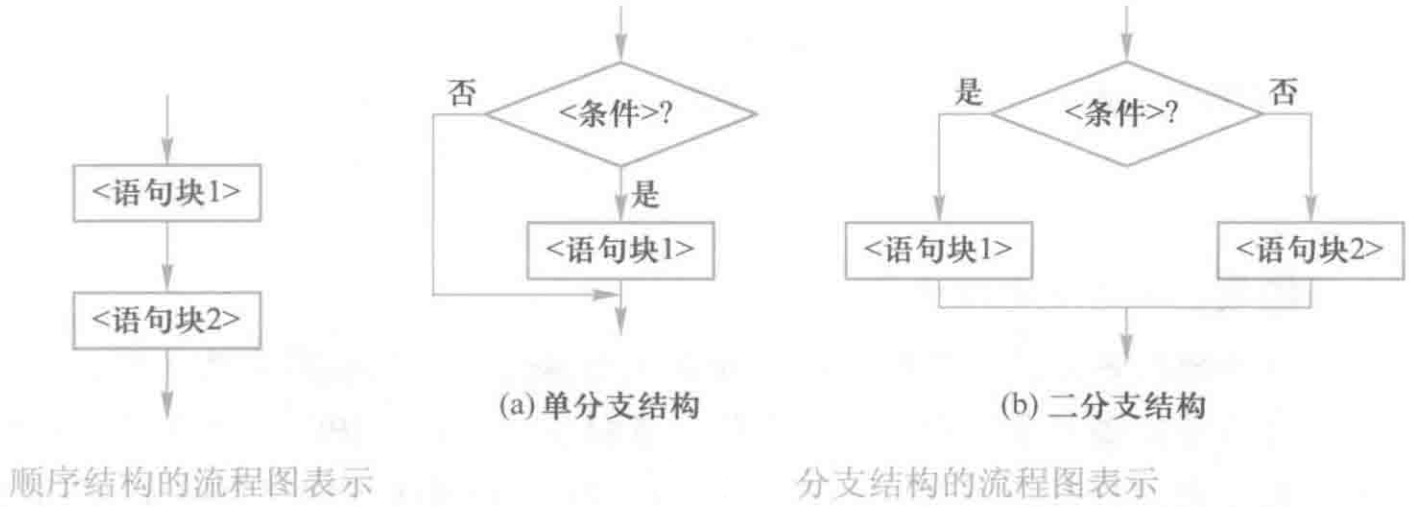 <语句块1>
<语句块2>
顺序结构的流程图表示
<条件>?
否
是
<语句块1>
(a) 单分支结构
<条件>?
是
否
<语句块1>
<语句块2>
(b) 二分支结构
分支结构的流程图表示